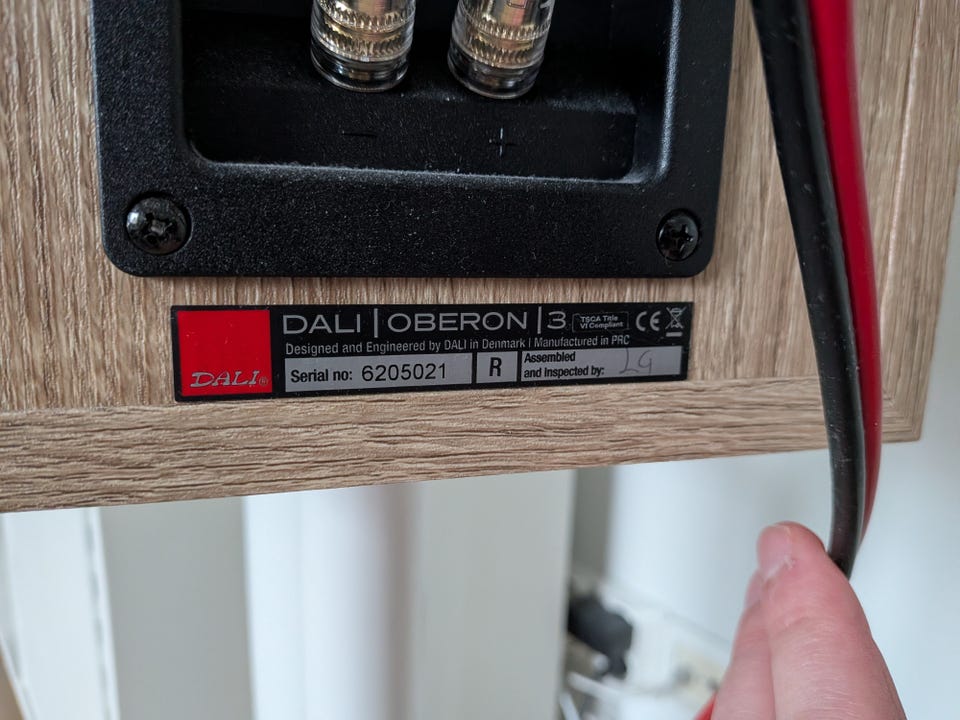 - +
DALI | OBERON | 3
TSCA Title
VI Compliant
CE
Designed and Engineered by DALI in Denmark | Manufactured in PRC
DALI®
Serial no: 6205021
R
Assembled
and Inspected by: LG